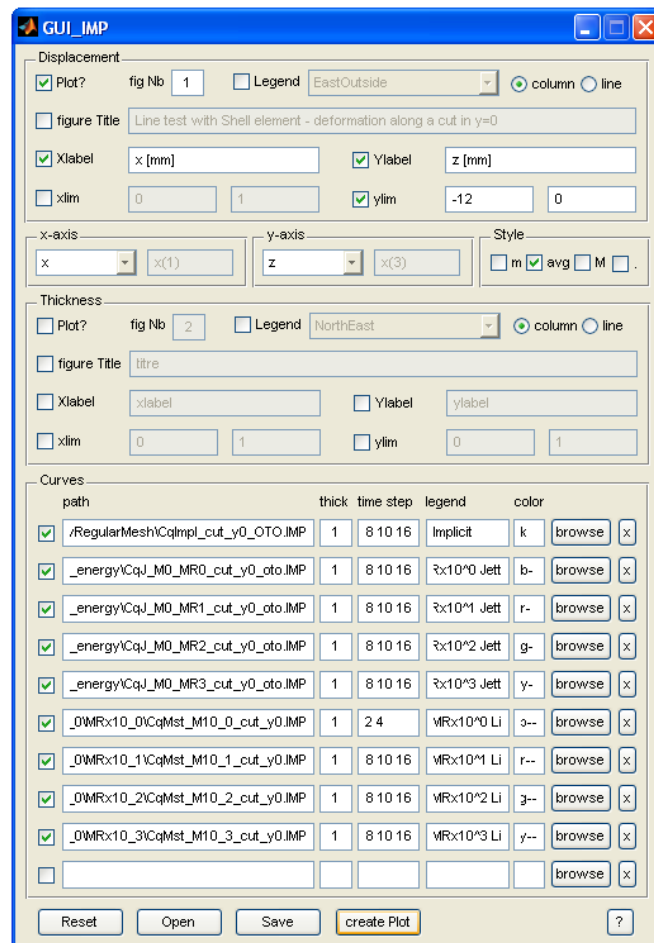 GUI_IMP
Displacement
Plot? fig Nb 1 Legend EastOutside column line
figure Title Line test with Shell element - deformation along a cut in y=0
Xlabel x [mm] Ylabel z [mm]
xlim 0 1 ylim -12 0
x-axis y-axis Style
x x(1) z x(3) m avg M .
Thickness
Plot? fig Nb 2 Legend NorthEast column line
figure Title titre
Xlabel xlabel Ylabel ylabel
xlim 0 1 ylim 0 1
Curves
path thick time step legend color
/RegularMesh\CqImpl_cut_y0_OTO.IMP 1 8 10 16 Implicit k browse x
_energy\CqJ_M0_MR0_cut_y0_oto.IMP 1 8 10 16 Rx10^0 Jett b- browse x
_energy\CqJ_M0_MR1_cut_y0_oto.IMP 1 8 10 16 Rx10^1 Jett r- browse x
_energy\CqJ_M0_MR2_cut_y0_oto.IMP 1 8 10 16 Rx10^2 Jett g- browse x
_energy\CqJ_M0_MR3_cut_y0_oto.IMP 1 8 10 16 Rx10^3 Jett y- browse x
_0\MRx10_0\CqMst_M10_0_cut_y0.IMP 1 2 4 MRx10^0 Li browse x
_0\MRx10_1\CqMst_M10_1_cut_y0.IMP 1 8 10 16 MRx10^1 Li r-- browse x
_0\MRx10_2\CqMst_M10_2_cut_y0.IMP 1 8 10 16 MRx10^2 Li g-- browse x
_0\MRx10_3\CqMst_M10_3_cut_y0.IMP 1 8 10 16 MRx10^3 Li y-- browse x
browse x
Reset Open Save create Plot ?